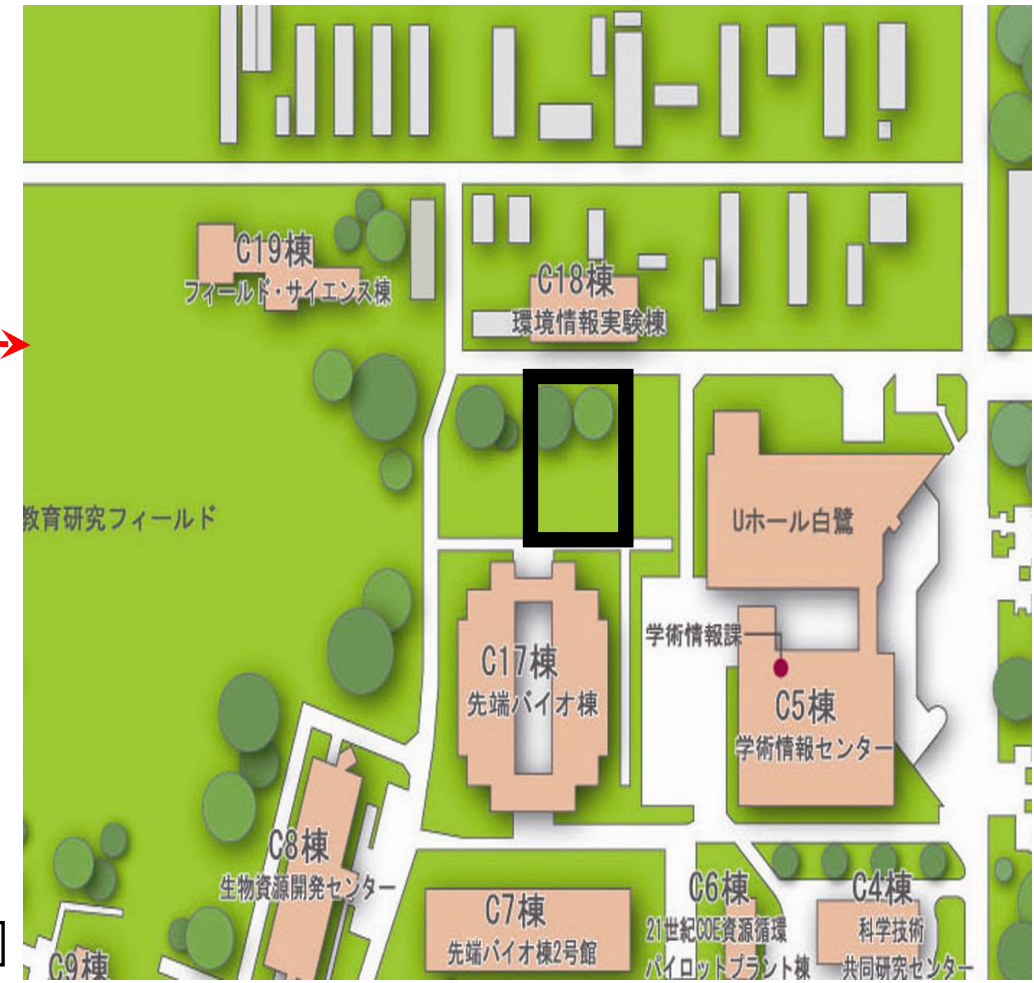 C19棟
フィールド・サイエンス棟
C18棟
環境情報実験棟
教育研究フィールド
Uホール白鷺
学術情報課
C17棟
先端バイオ棟
C5棟
学術情報センター
C8棟
生物資源開発センター
C7棟
先端バイオ棟2号館
C6棟
21世紀COE資源循環
パイロットプラント棟
C4棟
科学技術
共同研究センター
C9棟